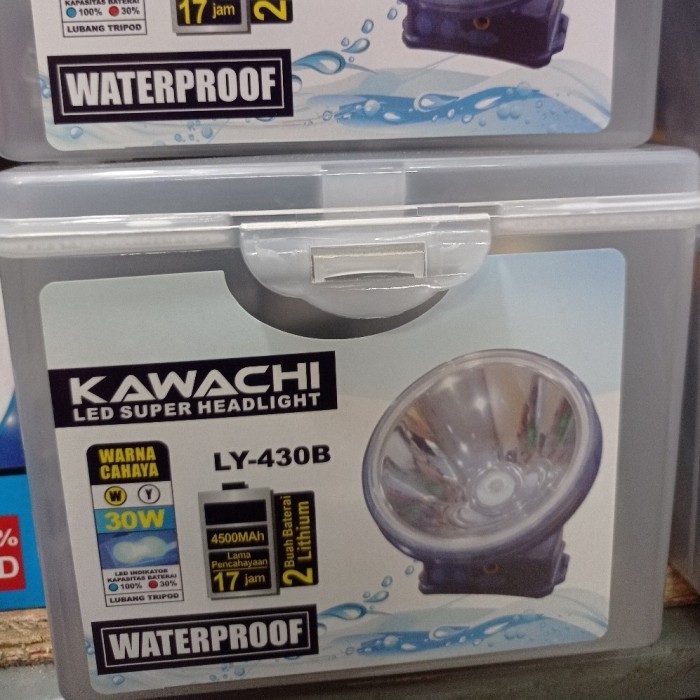 KAPASITAS BATERAI
100% 30%
LUBANG TRIPOD
17 jam
2
WATERPROOF
KAWACHI
LED SUPER HEADLIGHT
WARNA
CAHAYA
W Y
30W
LED INDIKATOR
KAPASITAS BATERAI
100% 30%
LUBANG TRIPOD
LY-430B
4500MAh
Lama
Pencahayaan
17 jam
2 Buah Baterai
Lithium
WATERPROOF
%
D